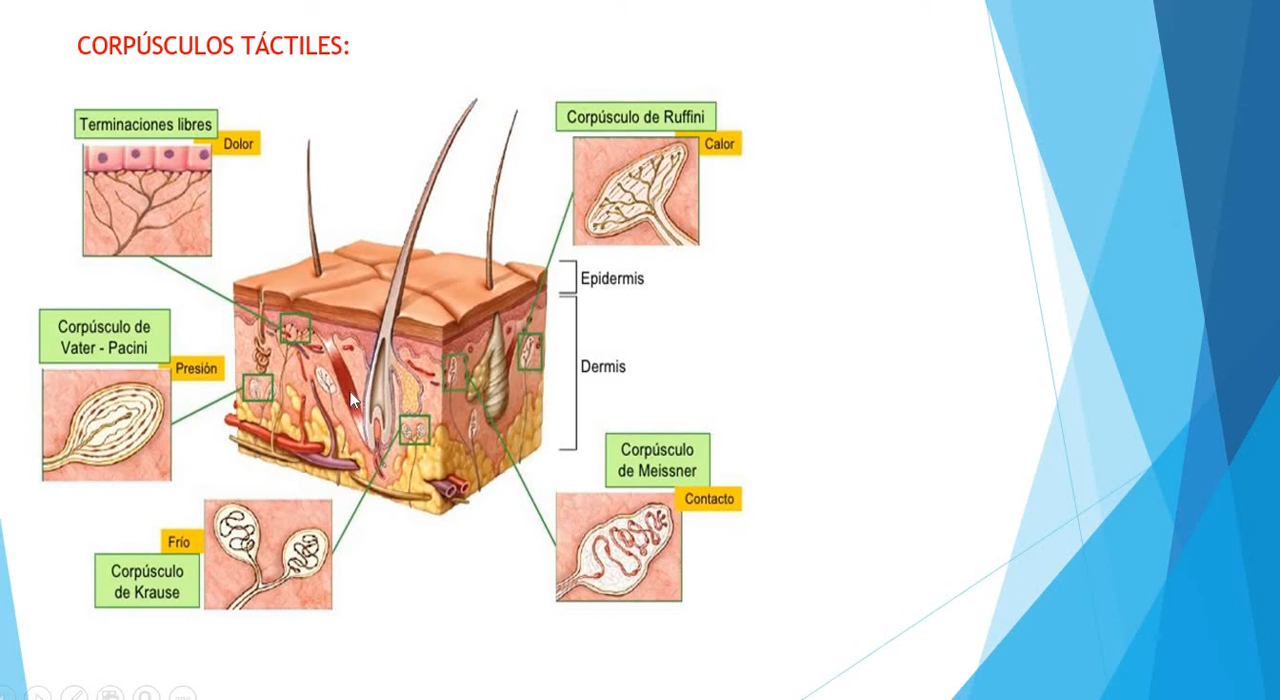 CORPÚSCULOS TÁCTILES:
Terminaciones libres
Dolor
Corpúsculo de Ruffini
Calor
Epidermis
Dermis
Corpúsculo de
Vater - Pacini
Presión
Corpúsculo
de Meissner
Contacto
Frío
Corpúsculo
de Krause